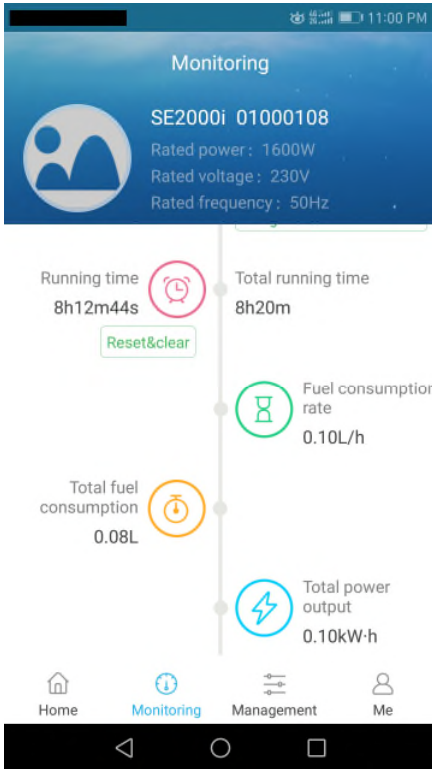 11:00 PM
Monitoring
SE2000i 01000108
Rated power: 1600W
Rated voltage: 230V
Rated frequency: 50Hz
Running time
8h12m44s
Reset&clear
Total running time
8h20m
Fuel consumption
rate
0.10L/h
Total fuel
consumption
0.08L
Total power
output
0.10kW·h
Home
Monitoring
Management
Me